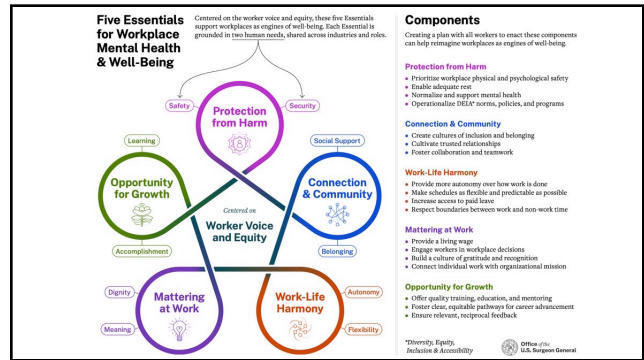 Five Essentials
for Workplace
Mental Health
& Well-Being
Centered on the worker voice and equity, these five Essentials
support workplaces as engines of well-being. Each Essential is
grounded in two human needs, shared across industries and roles.
Safety
Security
Protection
from Harm
Learning
Social Support
Opportunity
for Growth
Connection
& Community
Centered on
Worker Voice
and Equity
Accomplishment
Belonging
Dignity
Autonomy
Mattering
at Work
Work-Life
Harmony
Meaning
Flexibility
Components
Creating a plan with all workers to enact these components
can help reimagine workplaces as engines of well-being.
Protection from Harm
• Prioritize workplace physical and psychological safety
• Enable adequate rest
• Normalize and support mental health
• Operationalize DEIA* norms, policies, and programs
Connection & Community
• Create cultures of inclusion and belonging
• Cultivate trusted relationships
• Foster collaboration and teamwork
Work-Life Harmony
• Provide more autonomy over how work is done
• Make schedules as flexible and predictable as possible
• Increase access to paid leave
• Respect boundaries between work and non-work time
Mattering at Work
• Provide a living wage
• Engage workers in workplace decisions
• Build a culture of gratitude and recognition
• Connect individual work with organizational mission
Opportunity for Growth
• Offer quality training, education, and mentoring
• Foster clear, equitable pathways for career advancement
• Ensure relevant, reciprocal feedback
*Diversity, Equity,
Inclusion & Accessibility
Office of the
U.S. Surgeon General